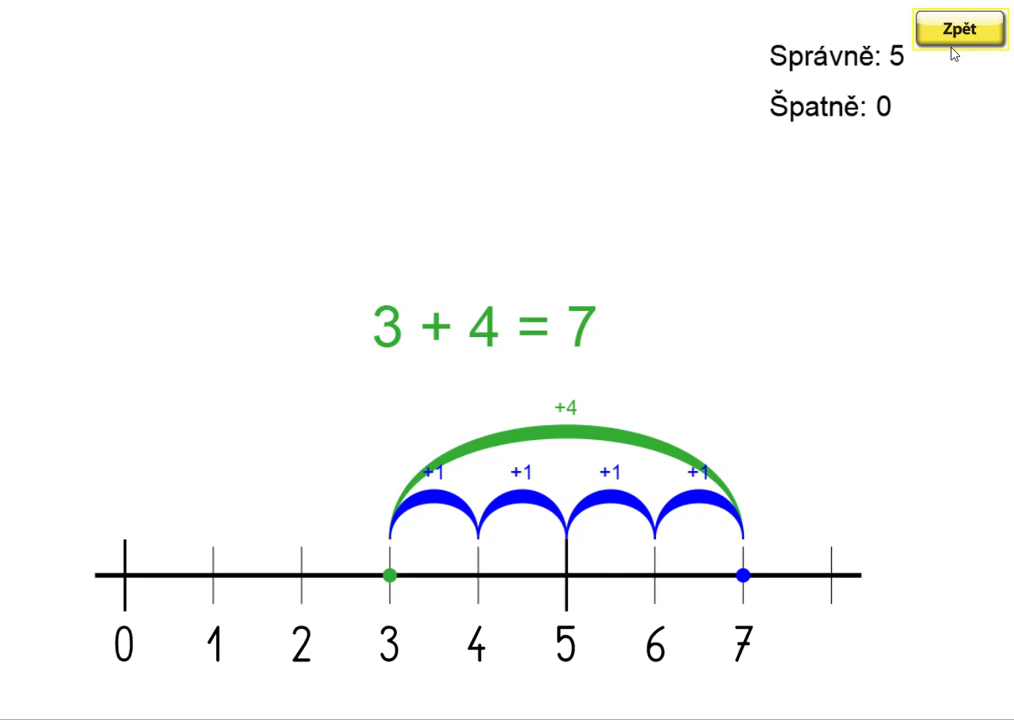 Zpět
Správně: 5
Špatně: 0
3 + 4 = 7
+4
+1 +1 +1 +1
0 1 2 3 4 5 6 7